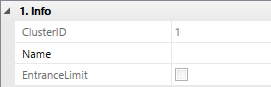 1. Info
ClusterID 1
Name
EntranceLimit